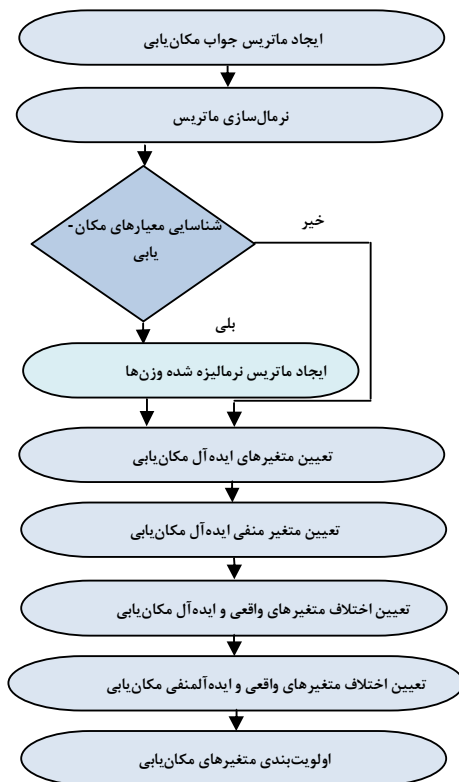 ایجاد ماتریس جواب مکان‌یابی
نرمال‌سازی ماتریس
شناسایی معیارهای مکان-
یابی
خیر
بلی
ایجاد ماتریس نرمالیزه شده وزن‌ها
تعیین متغیرهای ایده‌آل مکان‌یابی
تعیین متغیر منفی ایده‌آل مکان‌یابی
تعیین اختلاف متغیرهای واقعی و ایده‌آل مکان‌یابی
تعیین اختلاف متغیرهای واقعی و ایده‌آلمنفی مکان‌یابی
اولویت‌بندی متغیرهای مکان‌یابی